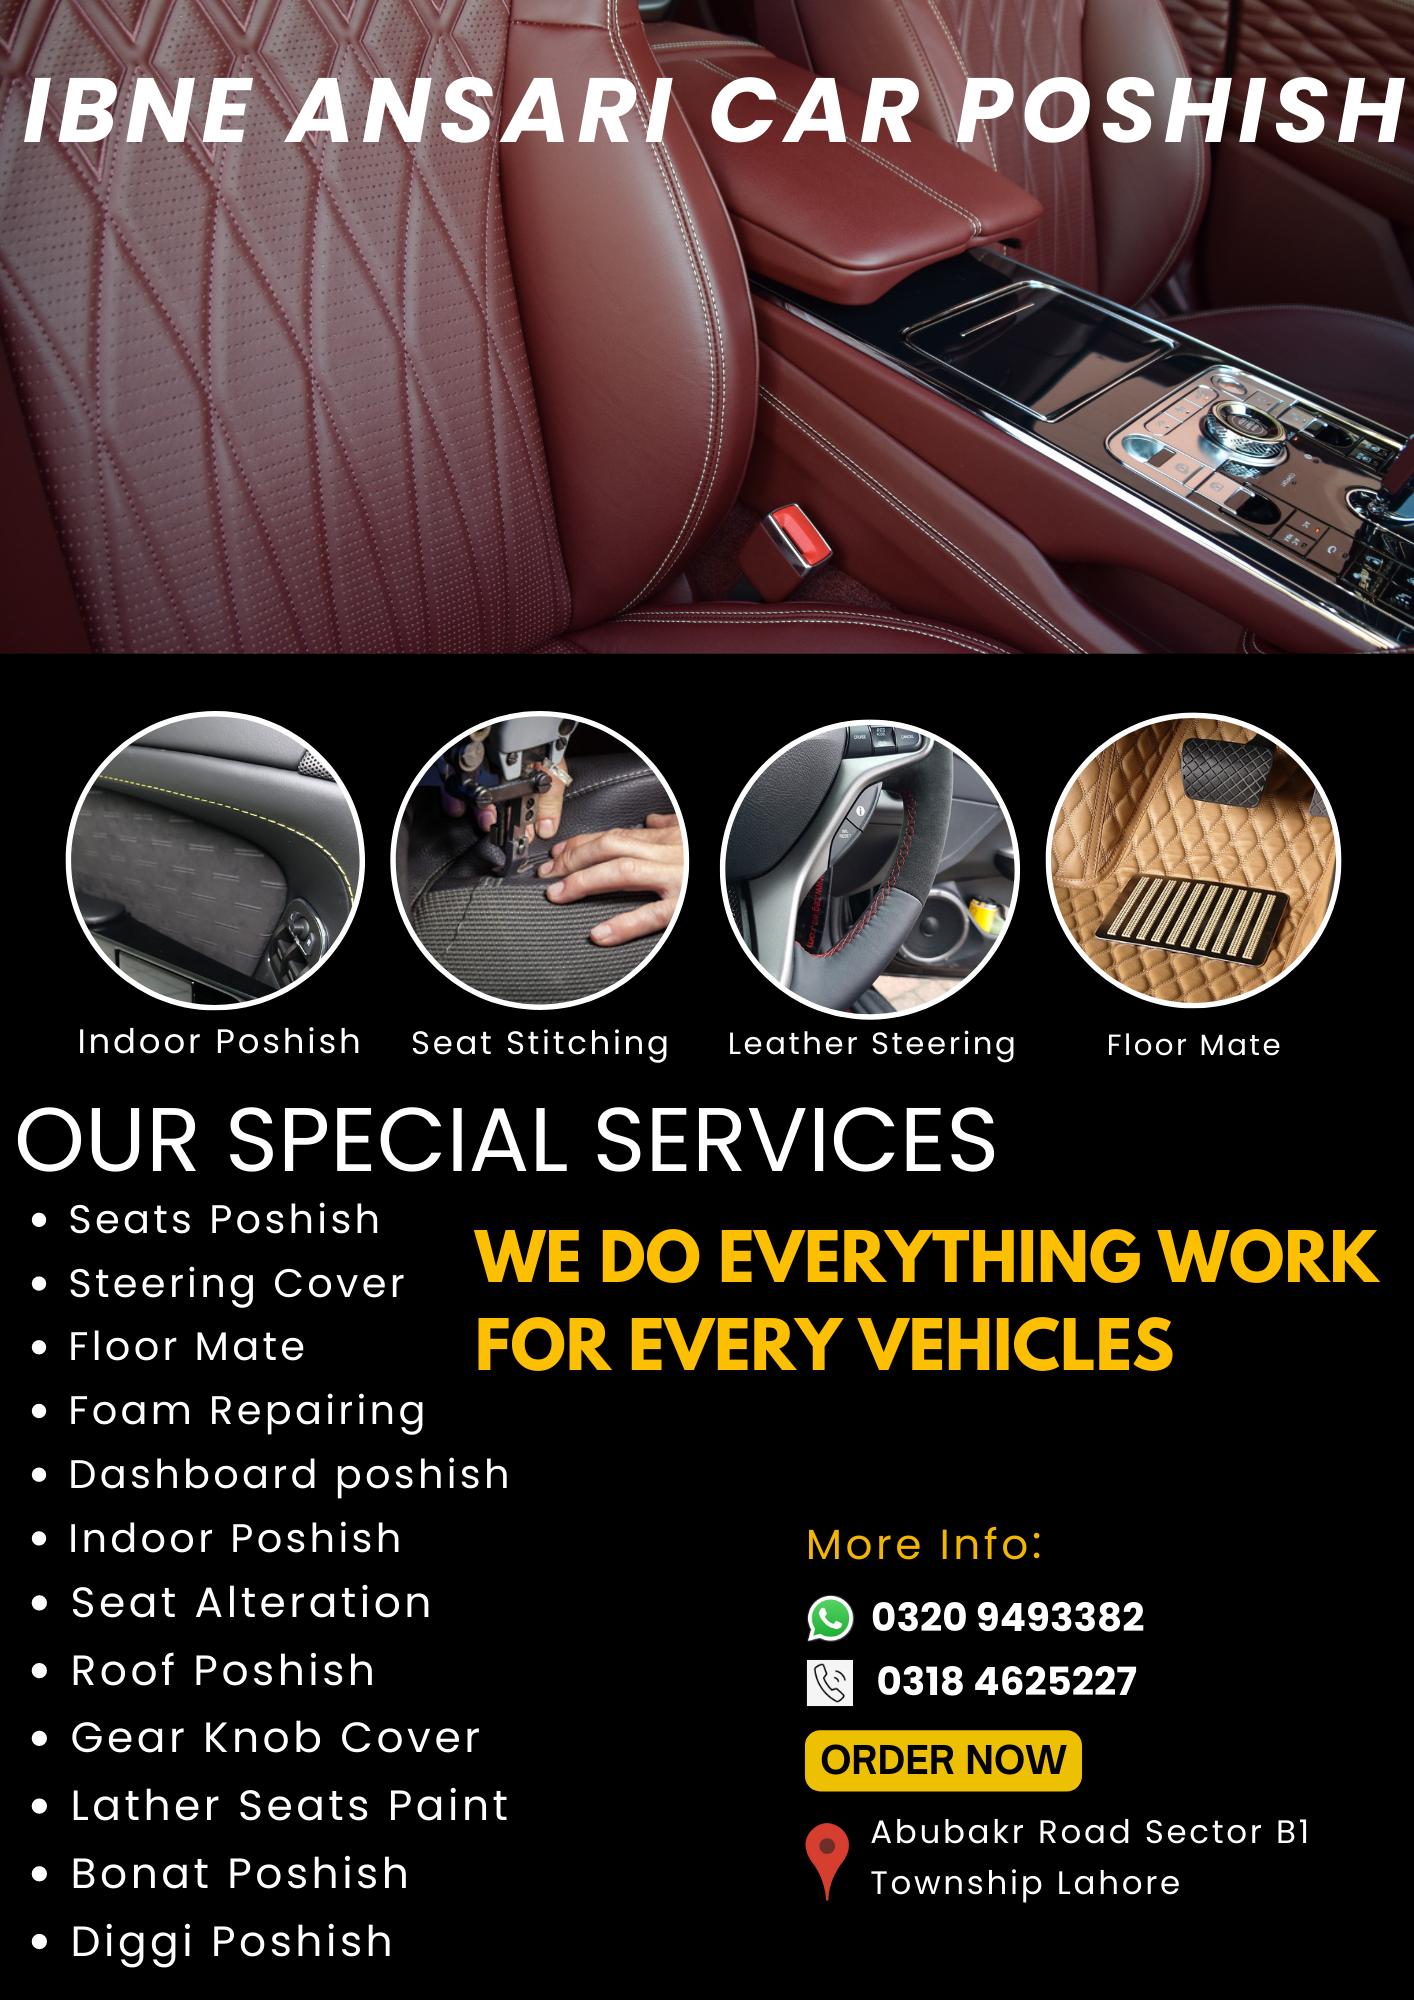 IBNE ANSARI CAR POSHISH
Indoor Poshish
Seat Stitching
Leather Steering
Floor Mate
OUR SPECIAL SERVICES
• Seats Poshish
• Steering Cover
• Floor Mate
• Foam Repairing
• Dashboard poshish
• Indoor Poshish
• Seat Alteration
• Roof Poshish
• Gear Knob Cover
• Lather Seats Paint
• Bonat Poshish
• Diggi Poshish
WE DO EVERYTHING WORK
FOR EVERY VEHICLES
More Info:
0320 9493382
0318 4625227
ORDER NOW
Abubakr Road Sector B1
Township Lahore